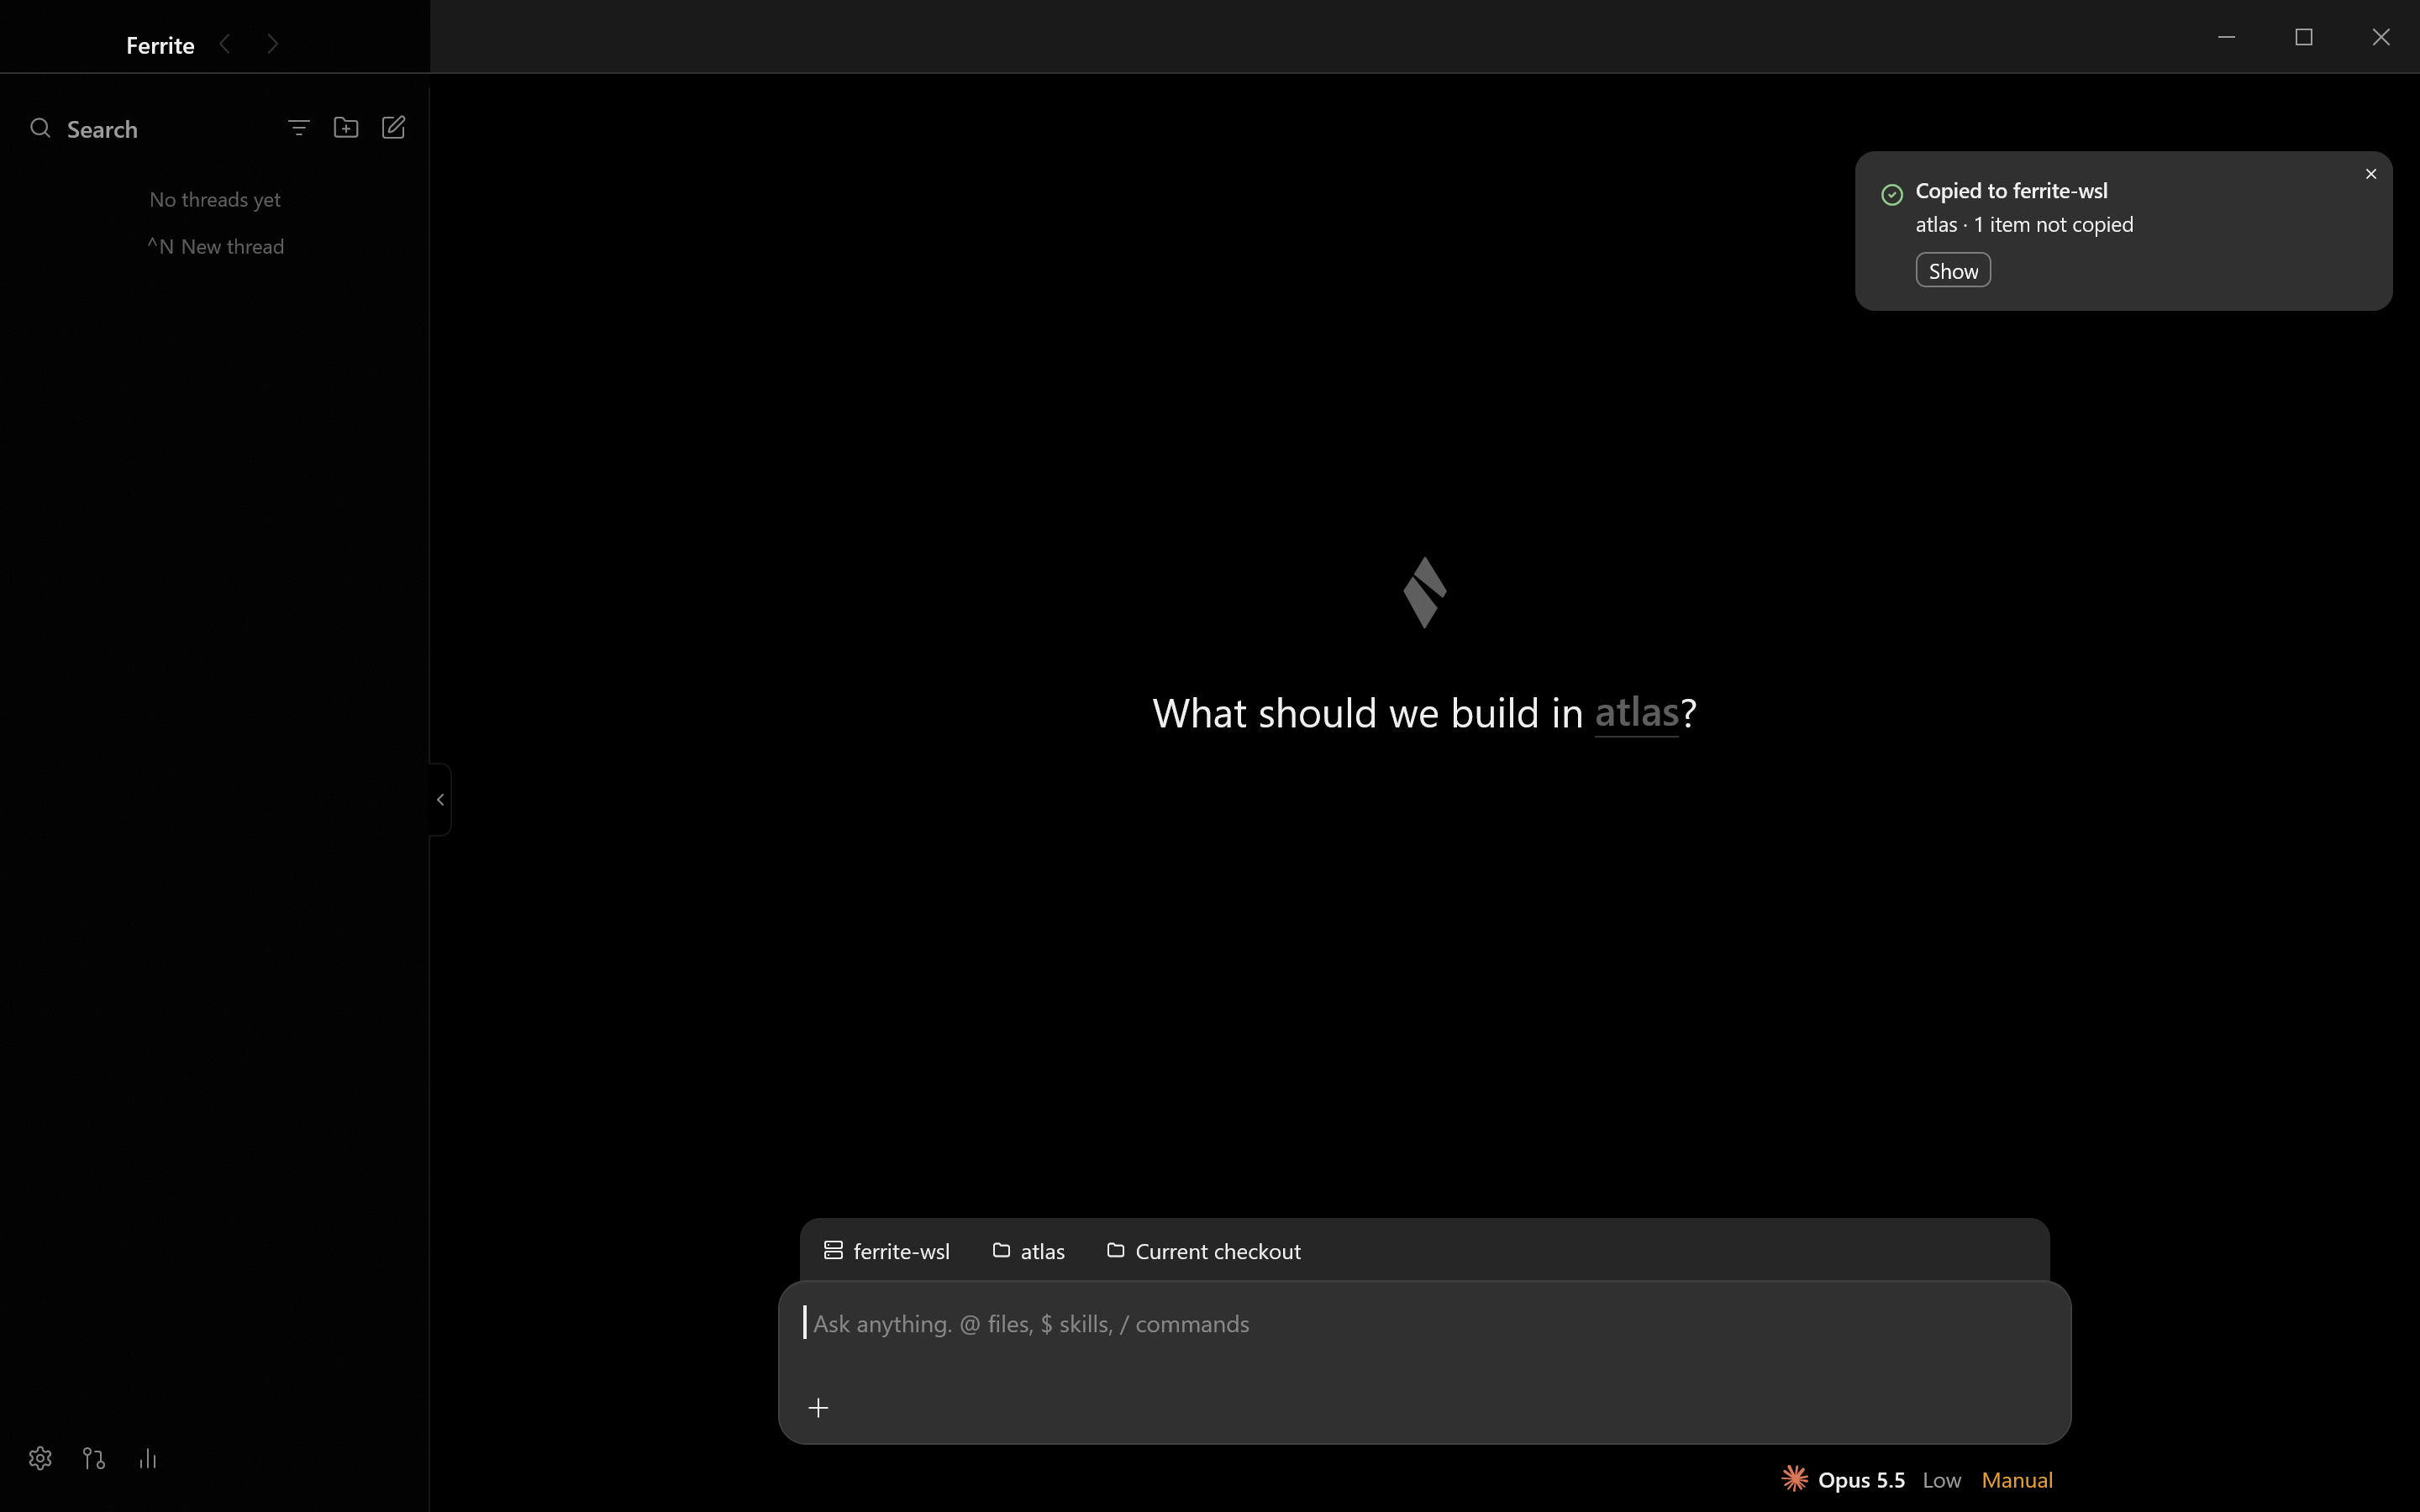 Ferrite
Search
No threads yet
^N New thread
Copied to ferrite-wsl
atlas · 1 item not copied
Show
What should we build in atlas?
ferrite-wsl atlas Current checkout
Ask anything. @ files, $ skills, / commands
Opus 5.5 Low Manual